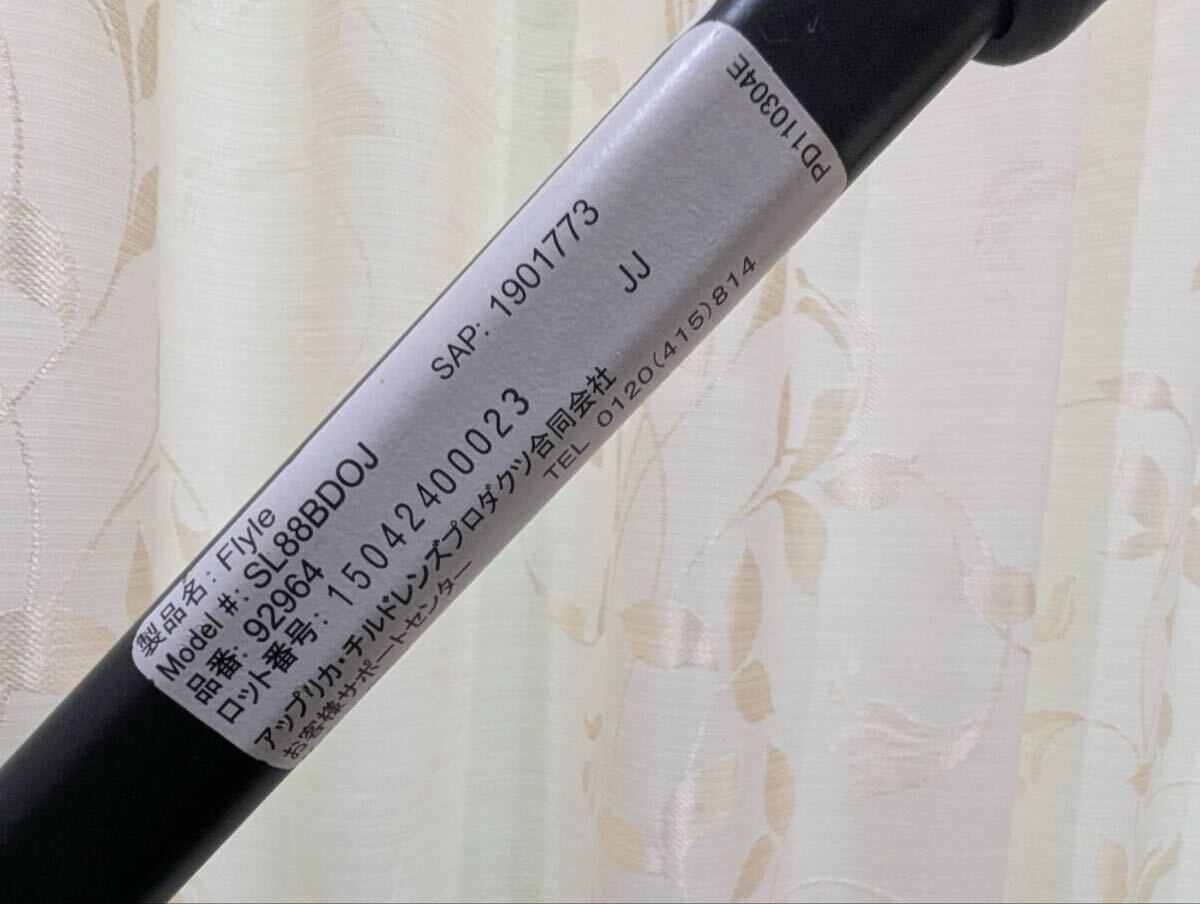 製品名: Flyle
Model #: SL88BDOJ SAP: 1901773
品番: 92964
ロット番号: 15042400023 JJ
アップリカ・チルドレンズプロダクツ合同会社
お客様サポートセンター TEL 0120(415)814
PD110304E